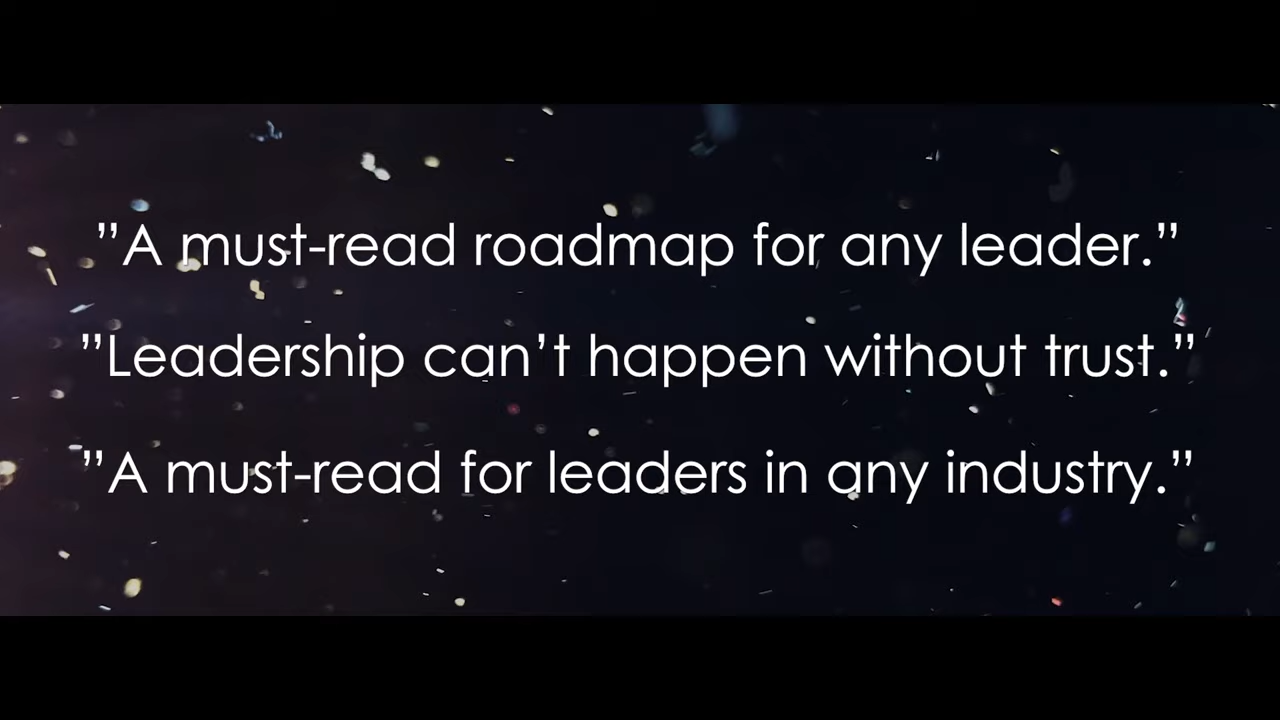 ”A must-read roadmap for any leader.”
”Leadership can’t happen without trust.”
”A must-read for leaders in any industry.”